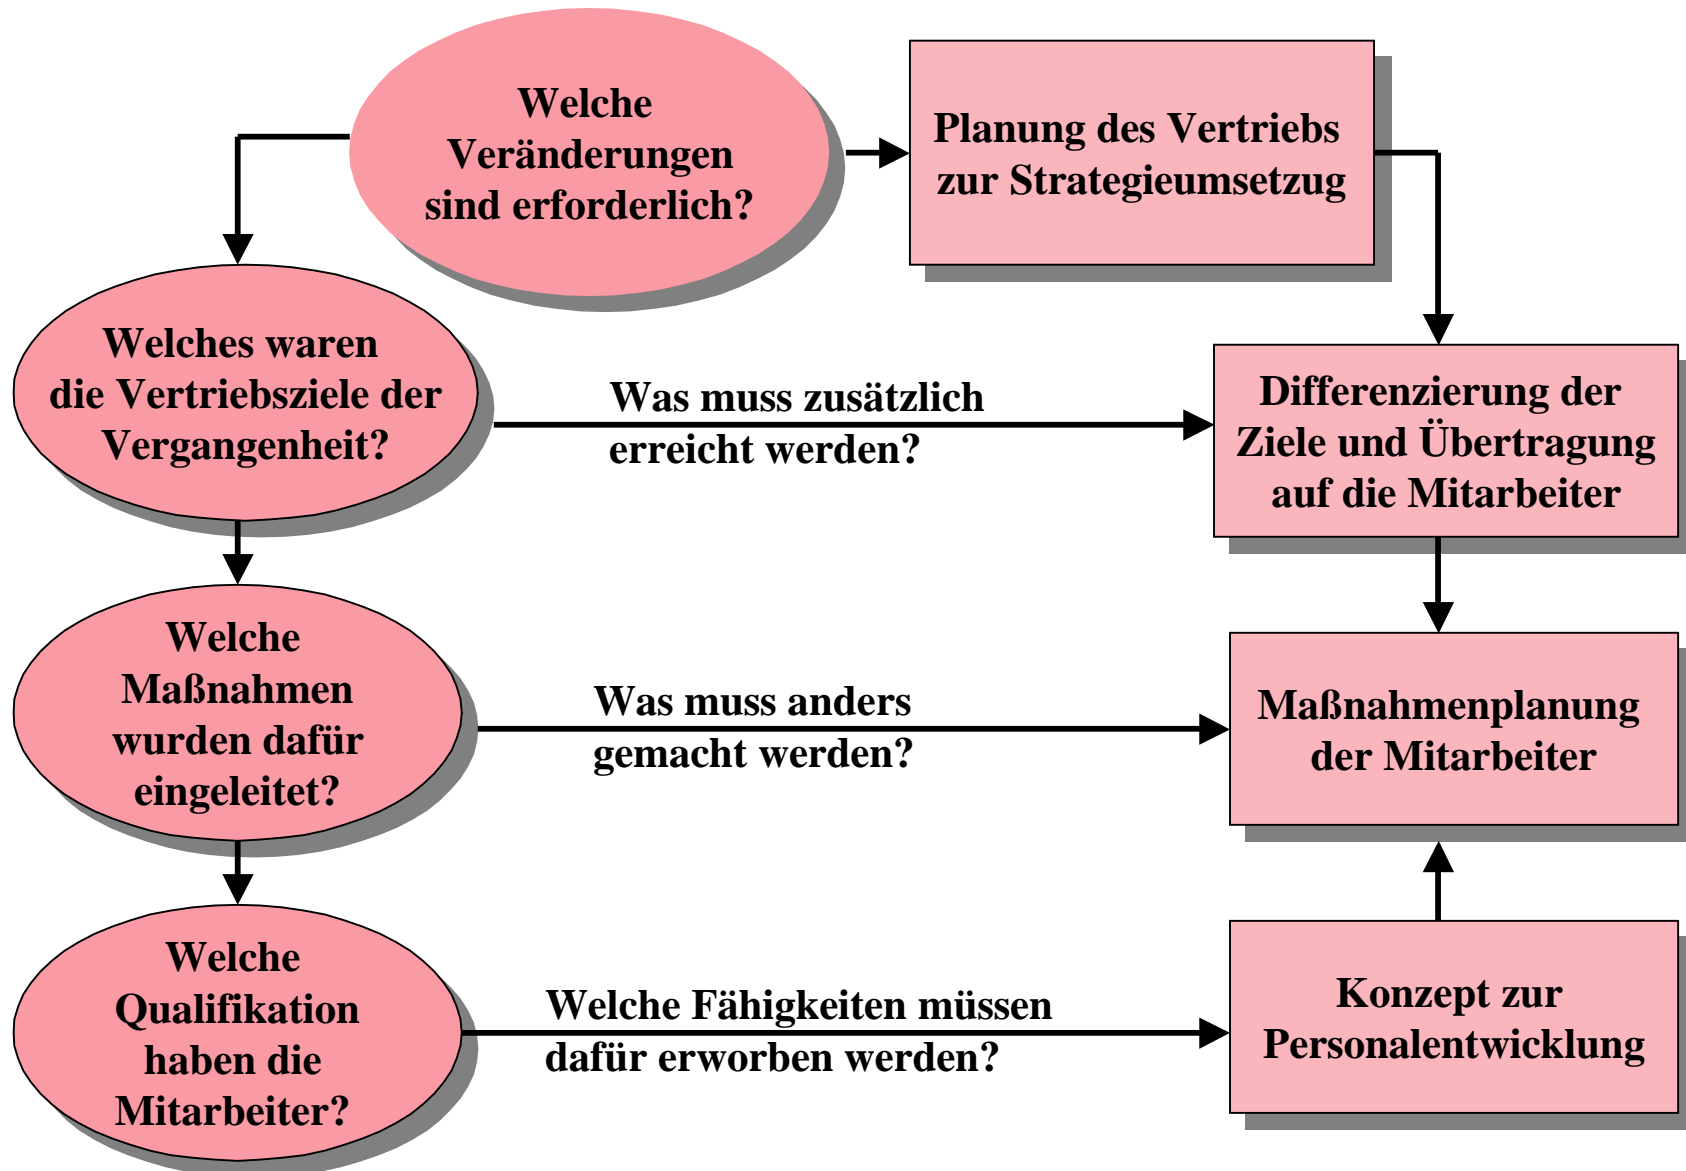 Welche
Veränderungen
sind erforderlich?
Planung des Vertriebs
zur Strategieumsetzug
Welches waren
die Vertriebsziele der
Vergangenheit?
Was muss zusätzlich
erreicht werden?
Differenzierung der
Ziele und Übertragung
auf die Mitarbeiter
Welche
Maßnahmen
wurden dafür
eingeleitet?
Was muss anders
gemacht werden?
Maßnahmenplanung
der Mitarbeiter
Welche
Qualifikation
haben die
Mitarbeiter?
Welche Fähigkeiten müssen
dafür erworben werden?
Konzept zur
Personalentwicklung